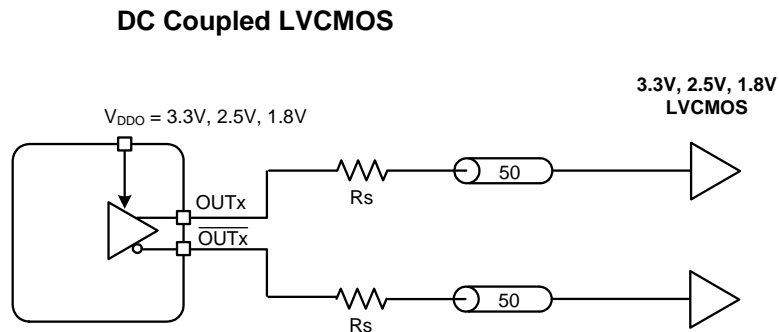 DC Coupled LVCMOS
3.3V, 2.5V, 1.8V
LVCMOS
VDDO = 3.3V, 2.5V, 1.8V
50
OUTx
Rs
OUTx
50
Rs